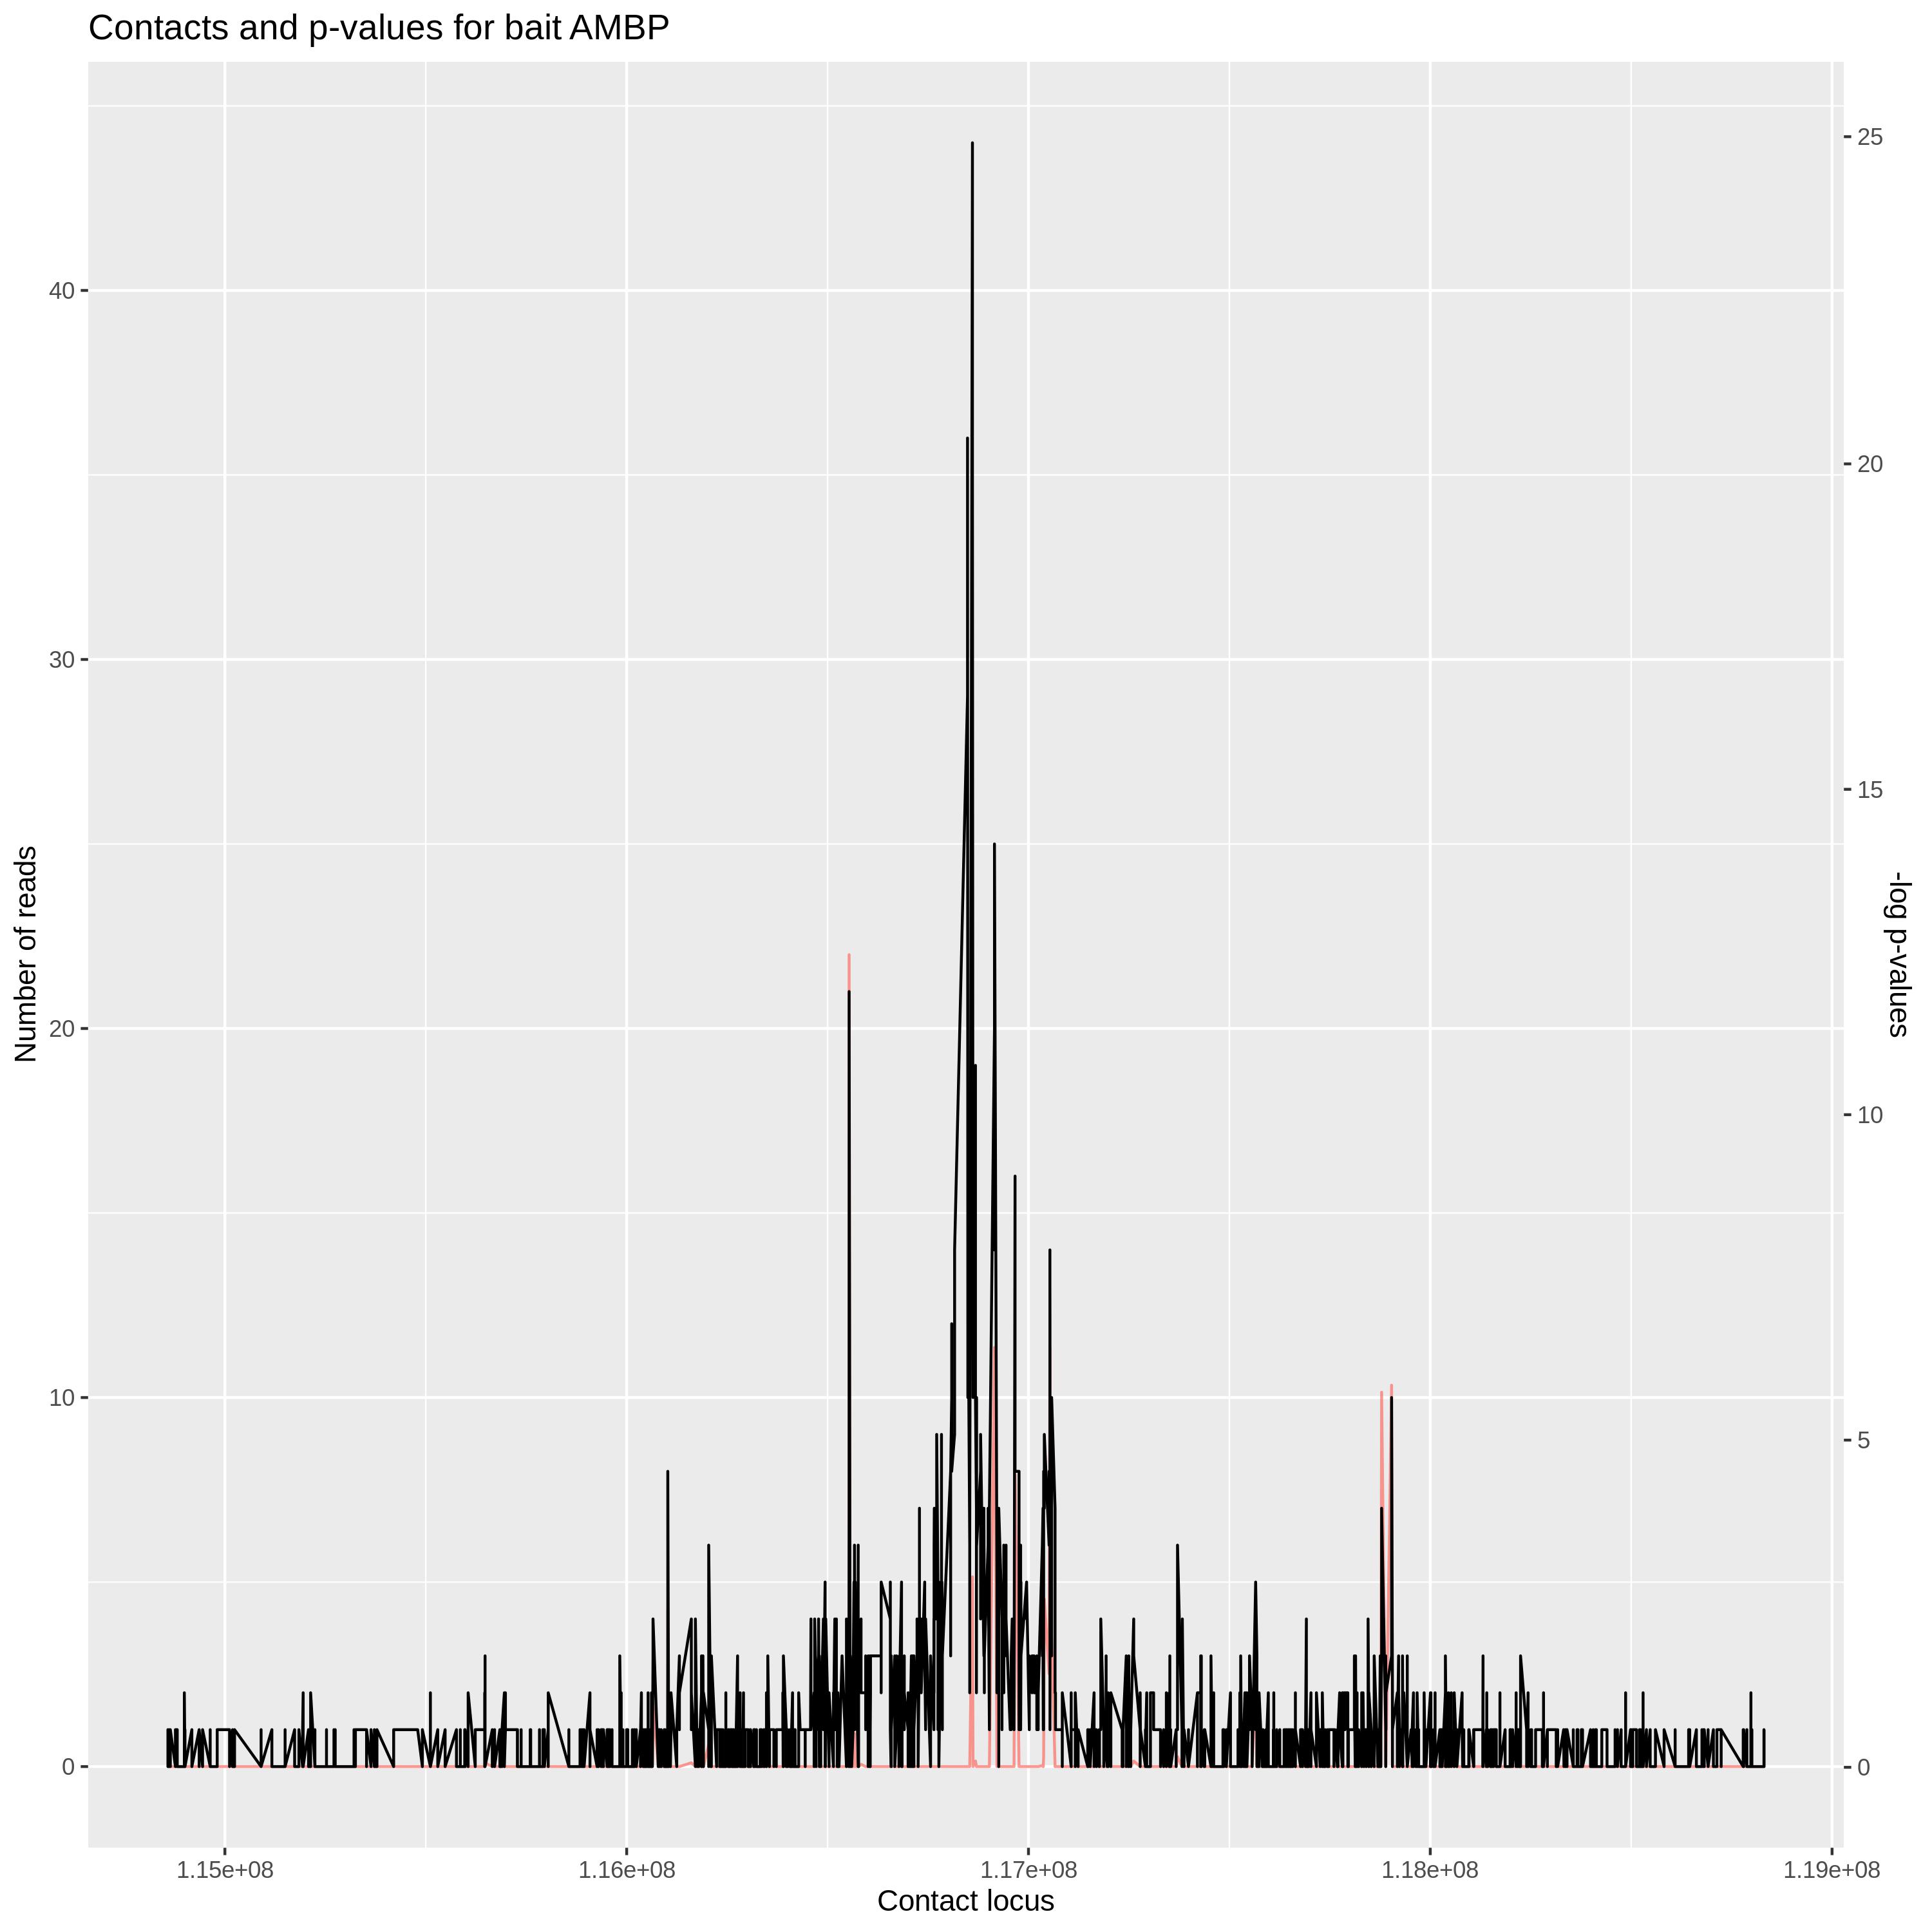 Contacts and p-values for bait AMBP
Number of reads
40
30
20
10
0
25
20
15
10
5
0
-log p-values
1.15e+08 1.16e+08 1.17e+08 1.18e+08 1.19e+08
Contact locus